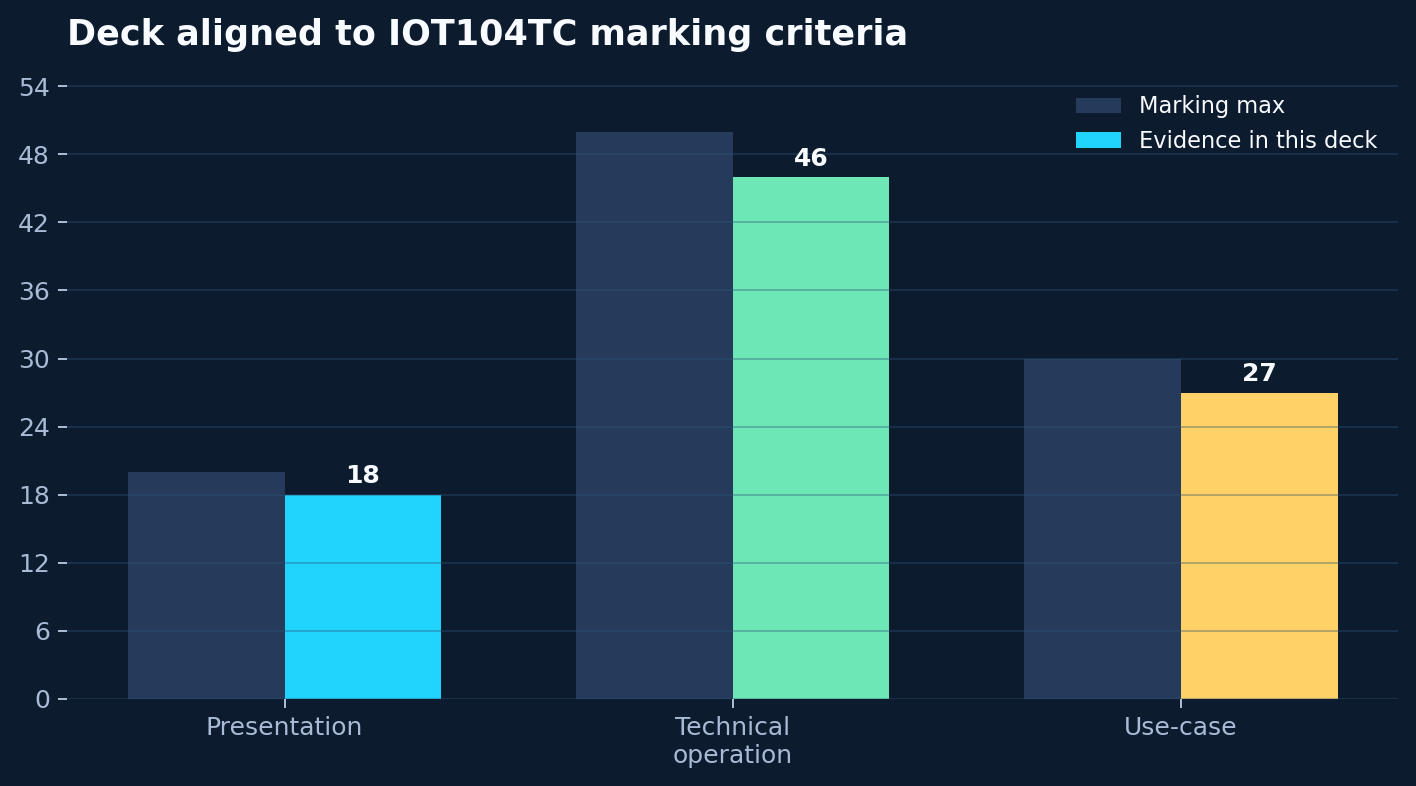 Deck aligned to IOT104TC marking criteria
54
48
42
36
30
24
18
12
6
0
Marking max
Evidence in this deck
18
46
27
Presentation
Technical
operation
Use-case